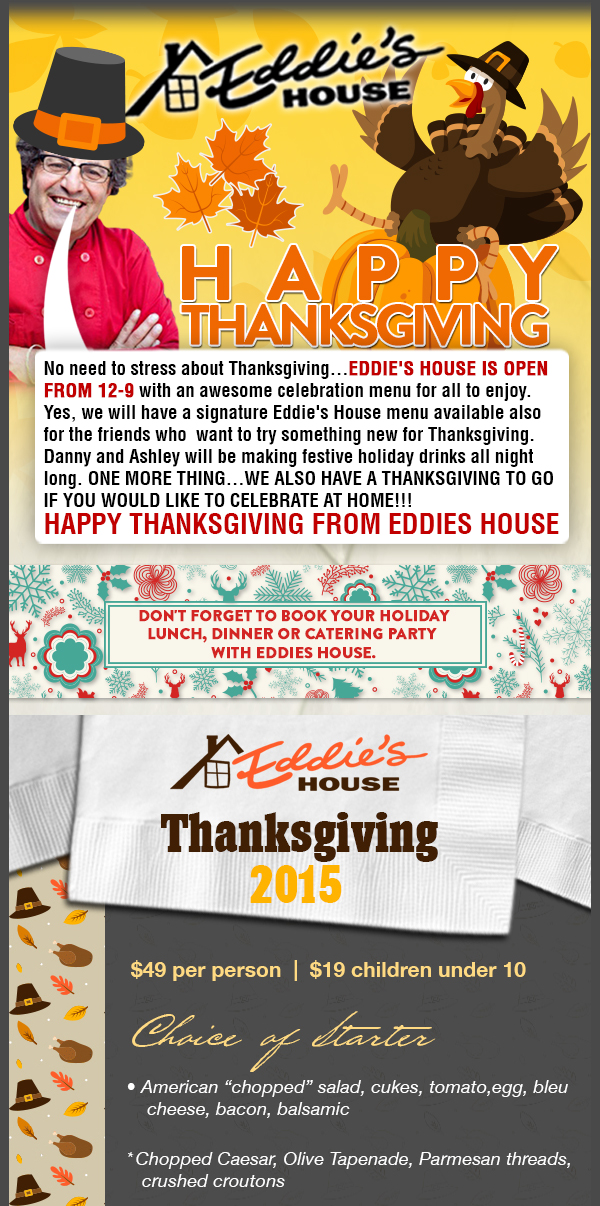 Eddie's
HOUSE
HAPPY
THANKSGIVING
No need to stress about Thanksgiving...EDDIE'S HOUSE IS OPEN
FROM 12-9 with an awesome celebration menu for all to enjoy.
Yes, we will have a signature Eddie's House menu available also
for the friends who  want to try something new for Thanksgiving.
Danny and Ashley will be making festive holiday drinks all night
long. ONE MORE THING...WE ALSO HAVE A THANKSGIVING TO GO
IF YOU WOULD LIKE TO CELEBRATE AT HOME!!!
HAPPY THANKSGIVING FROM EDDIES HOUSE
DON'T FORGET TO BOOK YOUR HOLIDAY
LUNCH, DINNER OR CATERING PARTY
WITH EDDIES HOUSE.
Eddie's
HOUSE
Thanksgiving
2015
$49 per person | $19 children under 10
Choice of Starter
• American “chopped” salad, cukes, tomato,egg, bleu
cheese, bacon, balsamic
*Chopped Caesar, Olive Tapenade, Parmesan threads,
crushed croutons